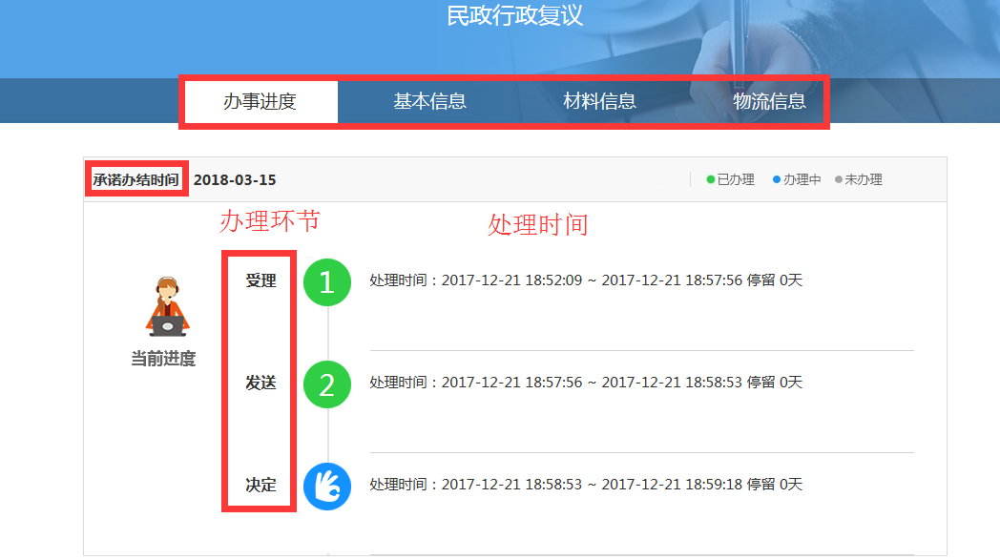 民政行政复议
办事进度 基本信息 材料信息 物流信息
承诺办结时间 2018-03-15 已办理 办理中 未办理
办理环节 处理时间
受理 1 处理时间：2017-12-21 18:52:09 ~ 2017-12-21 18:57:56 停留 0天
当前进度
发送 2 处理时间：2017-12-21 18:57:56 ~ 2017-12-21 18:58:53 停留 0天
决定 处理时间：2017-12-21 18:58:53 ~ 2017-12-21 18:59:18 停留 0天